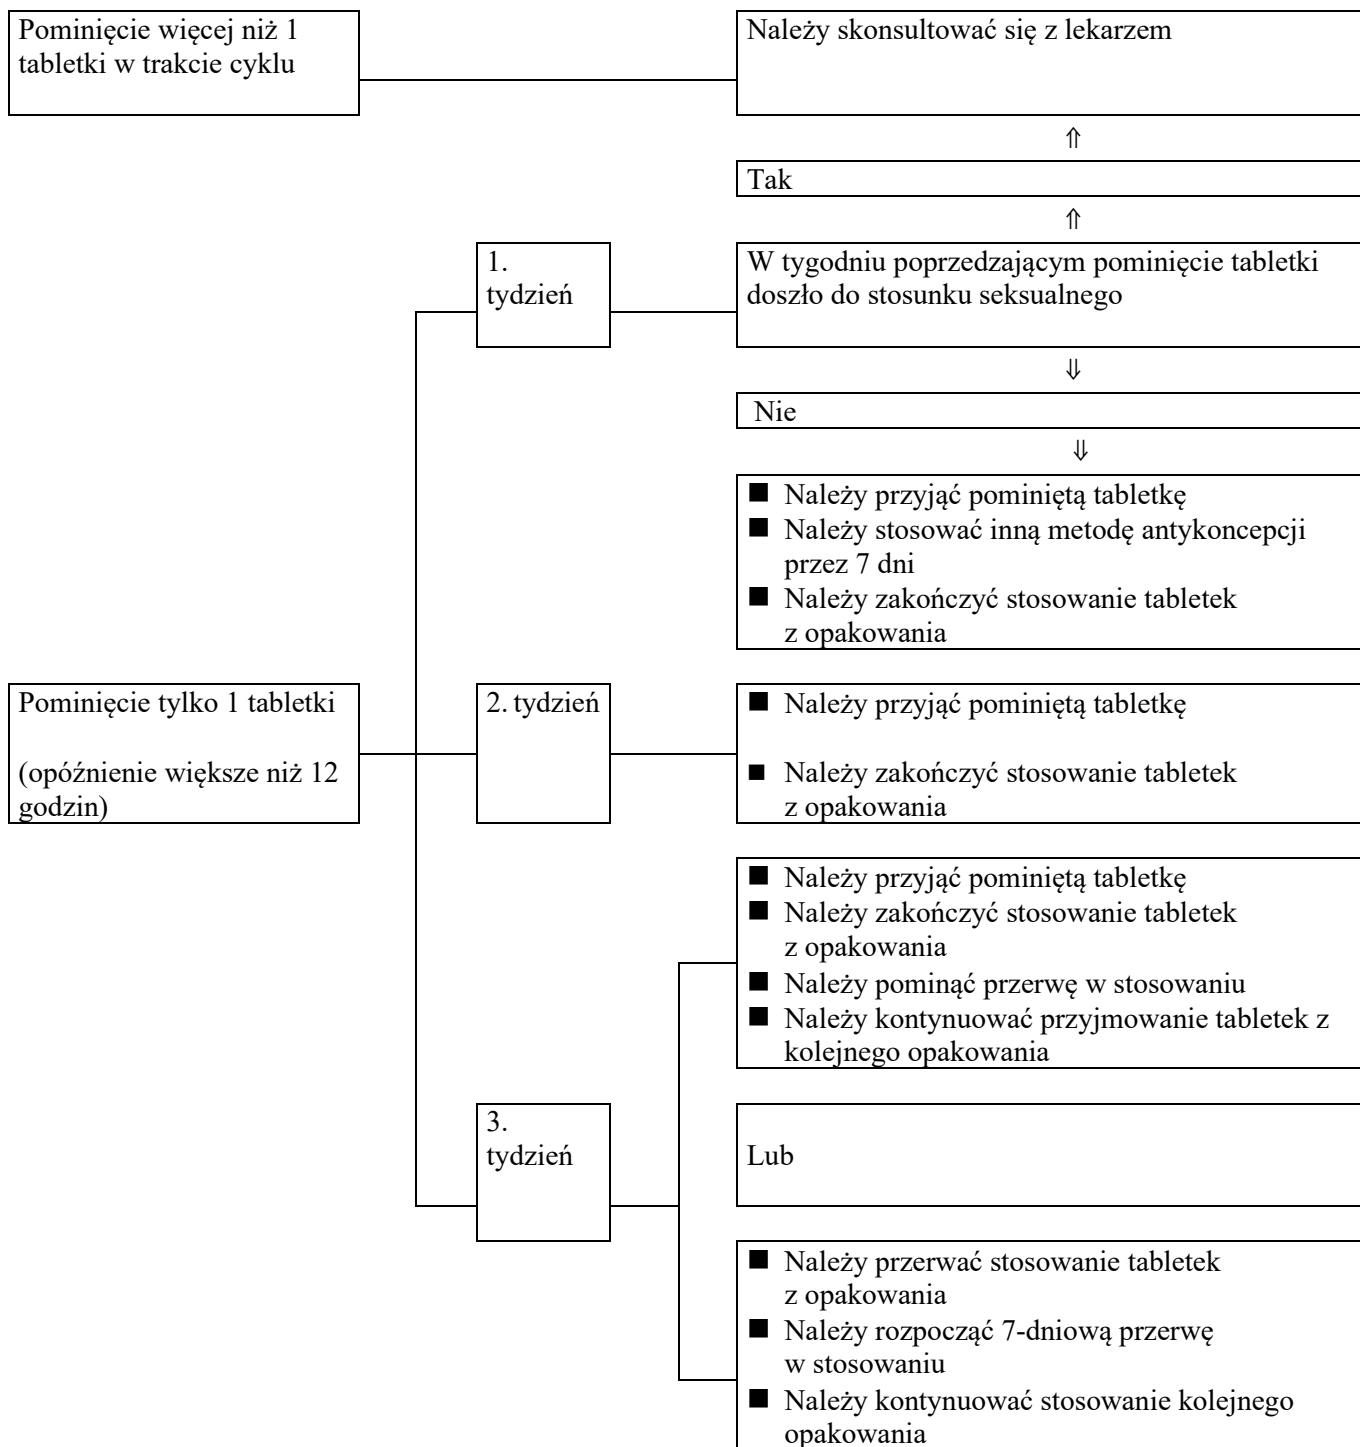 Pominięcie więcej niż 1
tabletki w trakcie cyklu
Należy skonsultować się z lekarzem
⇑
Tak
⇑
1.
tydzień
W tygodniu poprzedzającym pominięcie tabletki
doszło do stosunku seksualnego
⇓
Nie
⇓
■ Należy przyjąć pominiętą tabletkę
■ Należy stosować inną metodę antykoncepcji
przez 7 dni
■ Należy zakończyć stosowanie tabletek
z opakowania
Pominięcie tylko 1 tabletki
(opóźnienie większe niż 12
godzin)
2. tydzień
■ Należy przyjąć pominiętą tabletkę
■ Należy zakończyć stosowanie tabletek
z opakowania
■ Należy przyjąć pominiętą tabletkę
■ Należy zakończyć stosowanie tabletek
z opakowania
■ Należy pominąć przerwę w stosowaniu
■ Należy kontynuować przyjmowanie tabletek z
kolejnego opakowania
3.
tydzień
Lub
■ Należy przerwać stosowanie tabletek
z opakowania
■ Należy rozpocząć 7-dniową przerwę
w stosowaniu
■ Należy kontynuować stosowanie kolejnego
opakowania